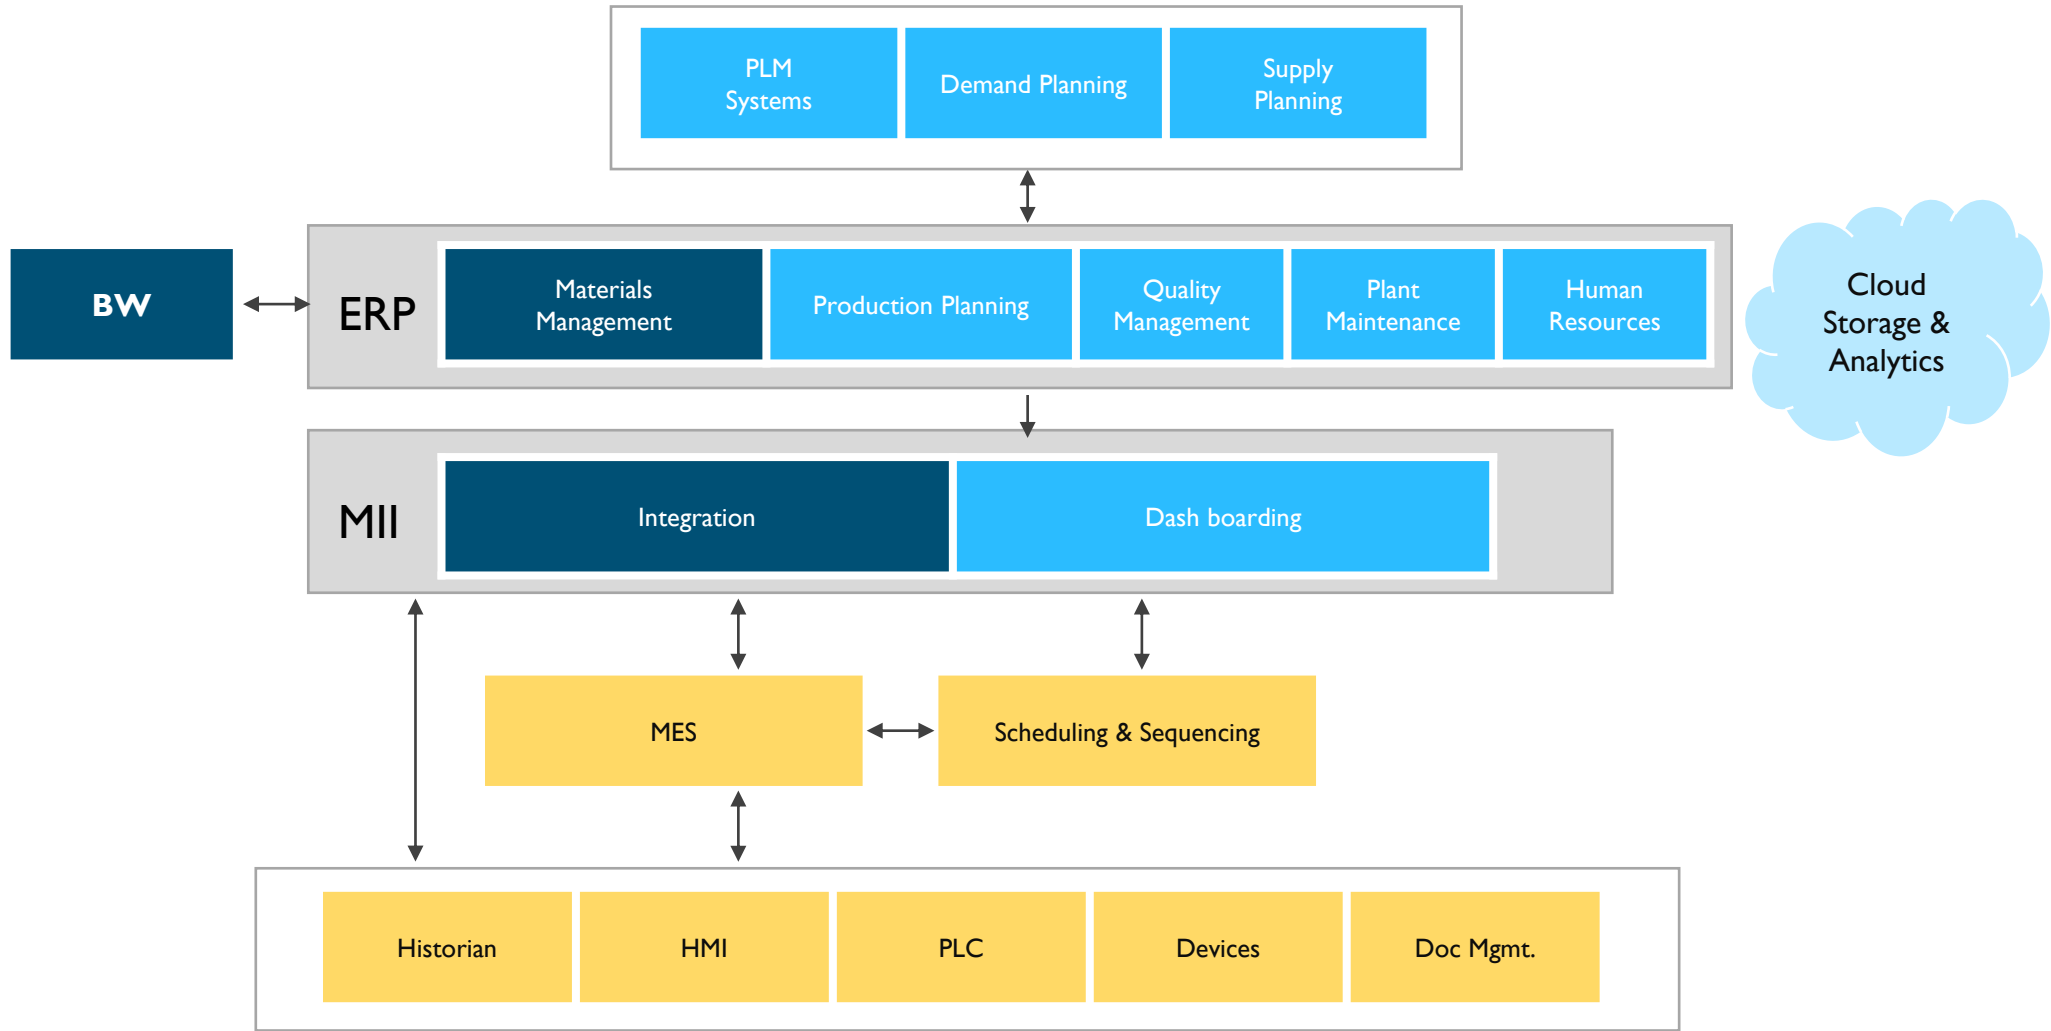 PLM
Systems
Demand Planning
Supply
Planning
BW
ERP
Materials
Management
Production Planning
Quality
Management
Plant
Maintenance
Human
Resources
Cloud
Storage &
Analytics
MII
Integration
Dash boarding
MES
Scheduling & Sequencing
Historian
HMI
PLC
Devices
Doc Mgmt.